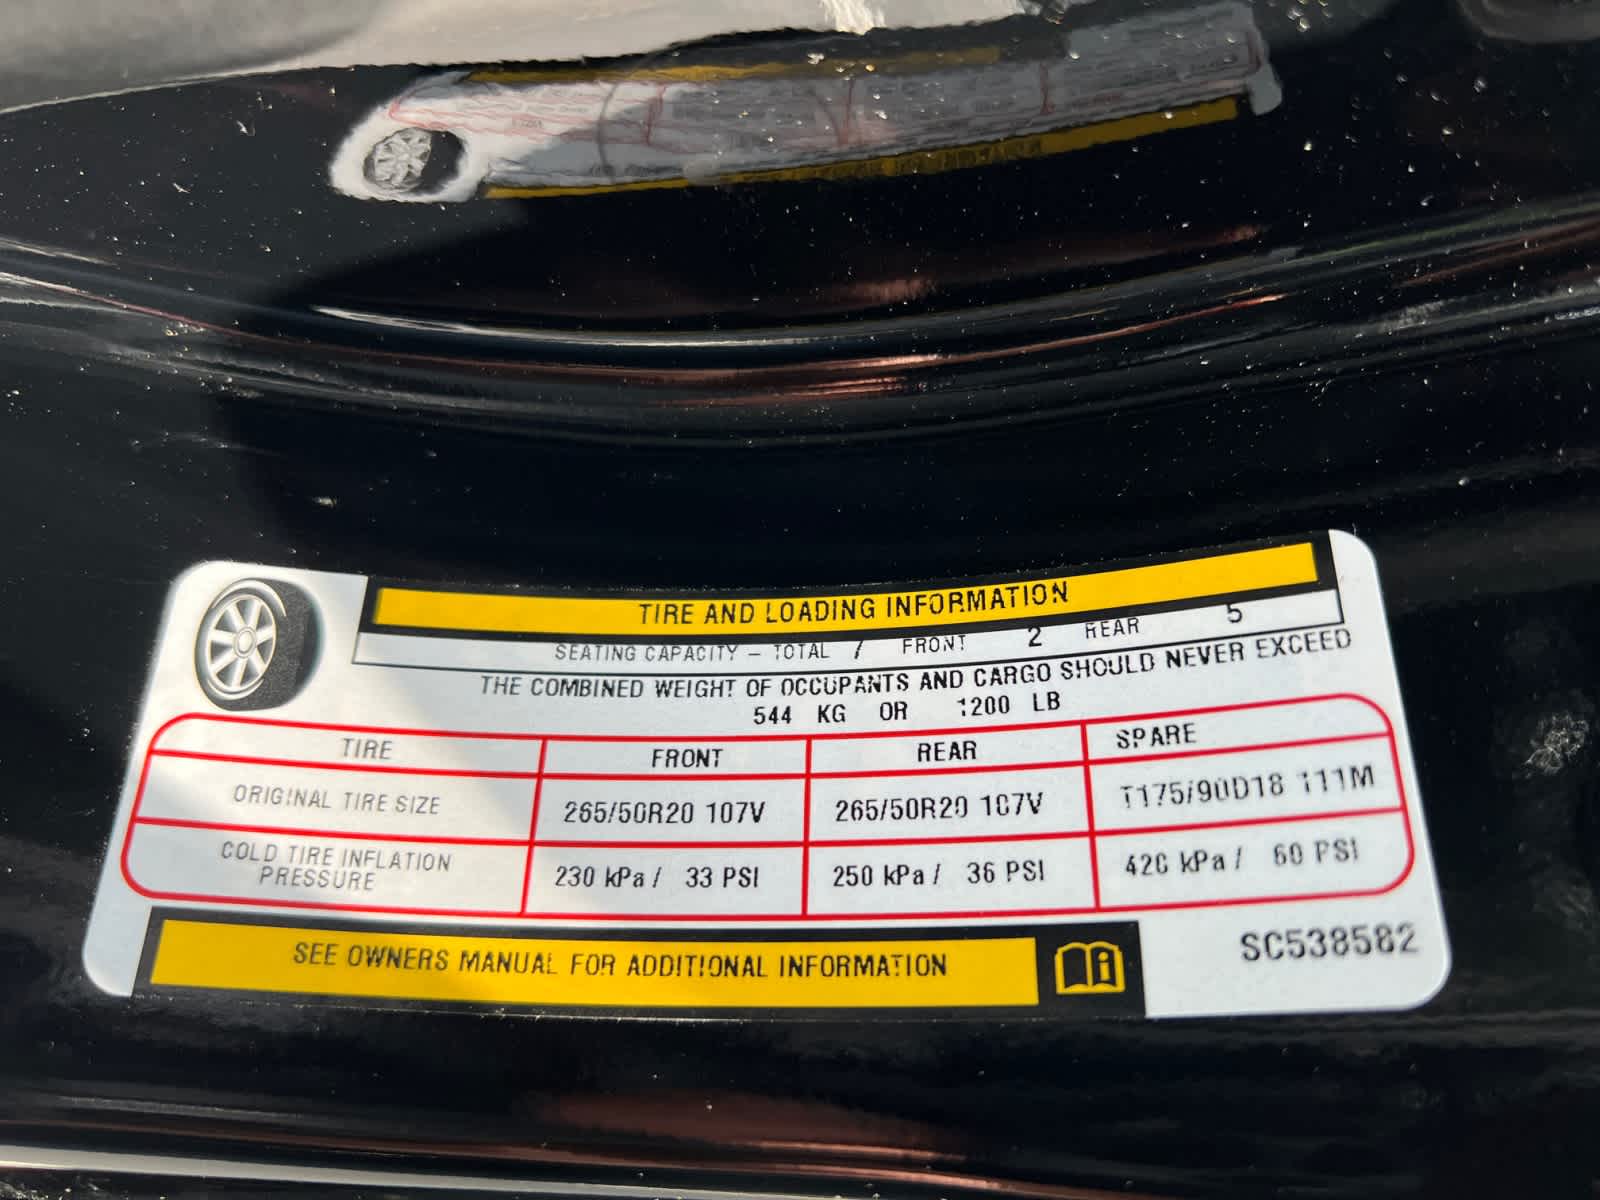 TIRE AND LOADING INFORMATION
SEATING CAPACITY – TOTAL 7 FRONT 2 REAR 5
THE COMBINED WEIGHT OF OCCUPANTS AND CARGO SHOULD NEVER EXCEED
544 KG OR 1200 LB
TIRE FRONT REAR SPARE
ORIGINAL TIRE SIZE 265/50R20 107V 265/50R20 107V T175/90D18 111M
COLD TIRE INFLATION
PRESSURE 230 kPa / 33 PSI 250 kPa / 36 PSI 420 kPa / 60 PSI
SEE OWNERS MANUAL FOR ADDITIONAL INFORMATION
SC538582